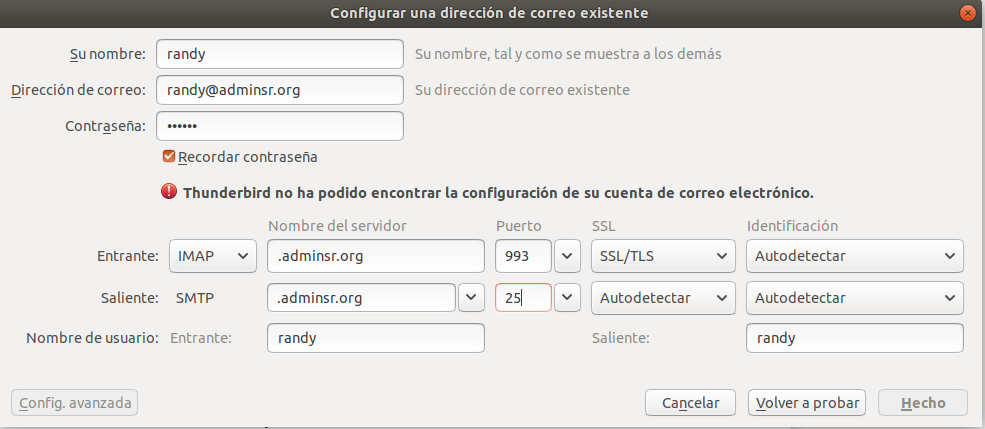 Configurar una dirección de correo existente
Su nombre: randy Su nombre, tal y como se muestra a los demás
Dirección de correo: randy@adminsr.org Su dirección de correo existente
Contraseña: ••••••
Recordar contraseña
Thunderbird no ha podido encontrar la configuración de su cuenta de correo electrónico.
Nombre del servidor Puerto SSL Identificación
Entrante: IMAP .adminsr.org 993 SSL/TLS Autodetectar
Saliente: SMTP .adminsr.org 25 Autodetectar Autodetectar
Nombre de usuario: Entrante: randy Saliente: randy
Config. avanzada Cancelar Volver a probar Hecho